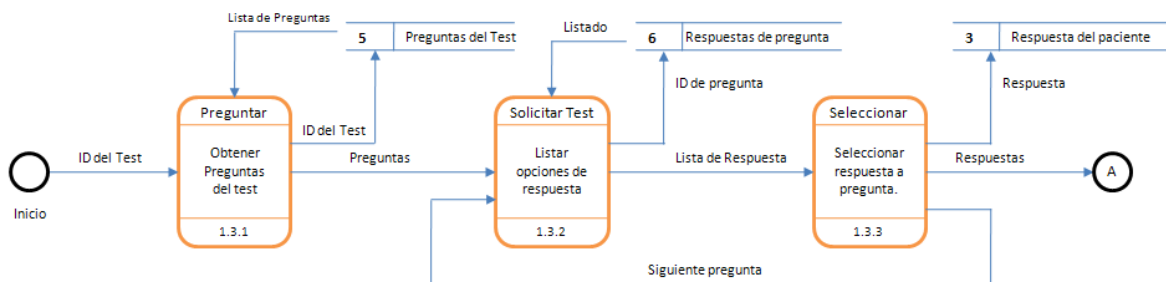 Lista de Preguntas
5
Preguntas del Test
Listado
6
Respuestas de pregunta
3
Respuesta del paciente
ID de pregunta
Respuesta
Preguntar
Solicitar Test
Seleccionar
ID del Test
ID del Test
Obtener
Preguntas
del test
Preguntas
Listar
opciones de
respuesta
Lista de Respuesta
Seleccionar
respuesta a
pregunta.
Respuestas
A
Inicio
1.3.1
1.3.2
1.3.3
Siguiente pregunta